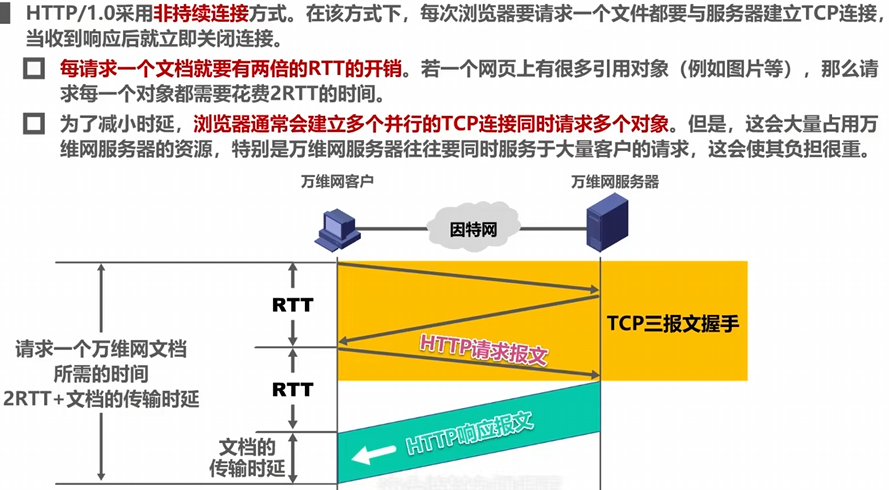 HTTP/1.0采用非持续连接方式。在该方式下，每次浏览器要请求一个文件都要与服务器建立TCP连接，
当收到响应后就立即关闭连接。
每请求一个文档就要有两倍的RTT的开销。若一个网页上有很多引用对象（例如图片等），那么请
求每一个对象都需要花费2RTT的时间。
为了减小时延，浏览器通常会建立多个并行的TCP连接同时请求多个对象。但是，这会大量占用万
维网服务器的资源，特别是万维网服务器往往要同时服务于大量客户的请求，这会使其负担很重。
万维网客户
万维网服务器
因特网
RTT
TCP三报文握手
请求一个万维网文档
所需的时间
2RTT+文档的传输时延
HTTP请求报文
RTT
HTTP响应报文
文档的
传输时延